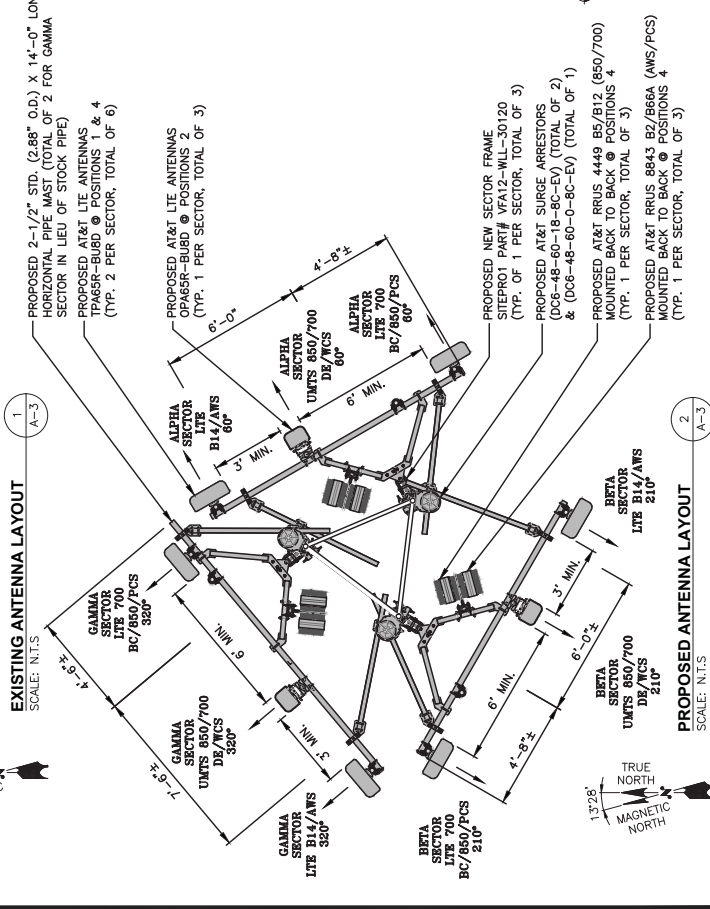 EXISTING ANTENNA LAYOUT
SCALE: N.T.S
1
A-3
PROPOSED 2-1/2" STD. (2.88" O.D.) X 14'-0" LON
HORIZONTAL PIPE MAST (TOTAL OF 2 FOR GAMMA
SECTOR IN LIEU OF STOCK PIPE)
PROPOSED AT&T LTE ANTENNAS
TPA65R-BU8D @ POSITIONS 1 & 4
(TYP. 2 PER SECTOR, TOTAL OF 6)
PROPOSED AT&T LTE ANTENNAS
OPA65R-BU8D @ POSITIONS 2
(TYP. 1 PER SECTOR, TOTAL OF 3)
PROPOSED NEW SECTOR FRAME
SITEPRO1 PART# VFA12-WLL-30120
(TYP. OF 1 PER SECTOR, TOTAL OF 3)
PROPOSED AT&T SURGE ARRESTORS
(DC6-48-60-18-8C-EV) (TOTAL OF 2)
& (DC6-48-60-0-8C-EV) (TOTAL OF 1)
PROPOSED AT&T RRUS 4449 B5/B12 (850/700)
MOUNTED BACK TO BACK @ POSITIONS 4
(TYP. 1 PER SECTOR, TOTAL OF 3)
PROPOSED AT&T RRUS 8843 B2/B66A (AWS/PCS)
MOUNTED BACK TO BACK @ POSITIONS 4
(TYP. 1 PER SECTOR, TOTAL OF 3)
ALPHA
SECTOR
LTE
B14/AWS
60°
ALPHA
SECTOR
UMTS 850/700
DE/WCS
60°
ALPHA
SECTOR
LTE 700
BC/850/PCS
60°
6'-0"
4'-8"±
3' MIN.
6' MIN.
GAMMA
SECTOR
LTE 700
BC/850/PCS
320°
GAMMA
SECTOR
UMTS 850/700
DE/WCS
320°
GAMMA
SECTOR
LTE B14/AWS
320°
4'-6"±
7'-6"±
6' MIN.
3' MIN.
BETA
SECTOR
LTE B14/AWS
210°
BETA
SECTOR
UMTS 850/700
DE/WCS
210°
BETA
SECTOR
LTE 700
BC/850/PCS
210°
3' MIN.
6'-0"±
6' MIN.
4'-8"±
13°28'
TRUE
NORTH
MAGNETIC
NORTH
N
PROPOSED ANTENNA LAYOUT
SCALE: N.T.S
2
A-3